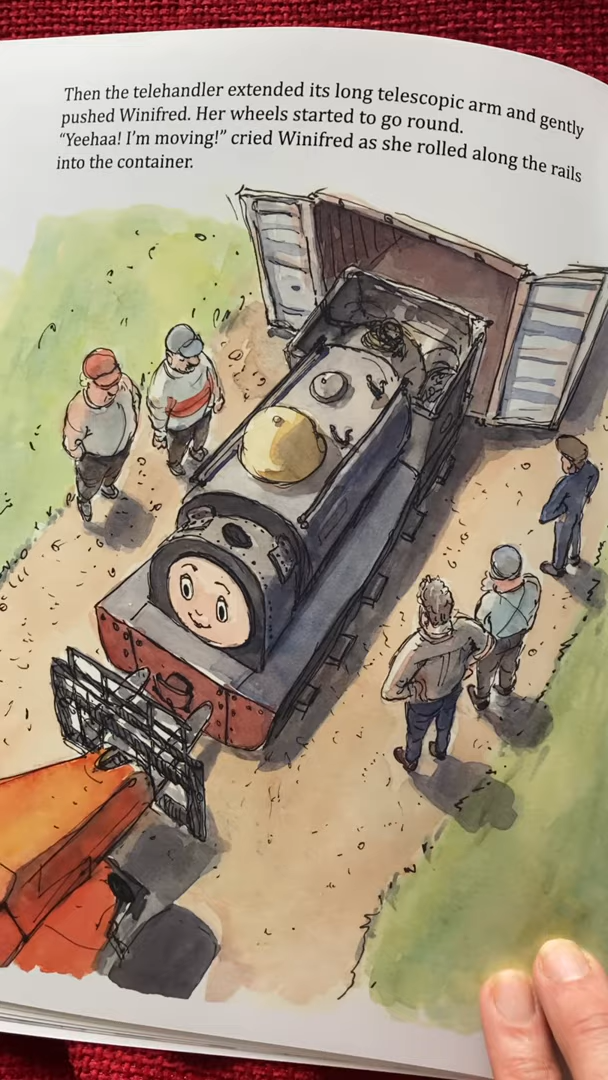 Then the telehandler extended its long telescopic arm and gently
pushed Winifred. Her wheels started to go round.
“Yeehaa! I’m moving!” cried Winifred as she rolled along the rails
into the container.